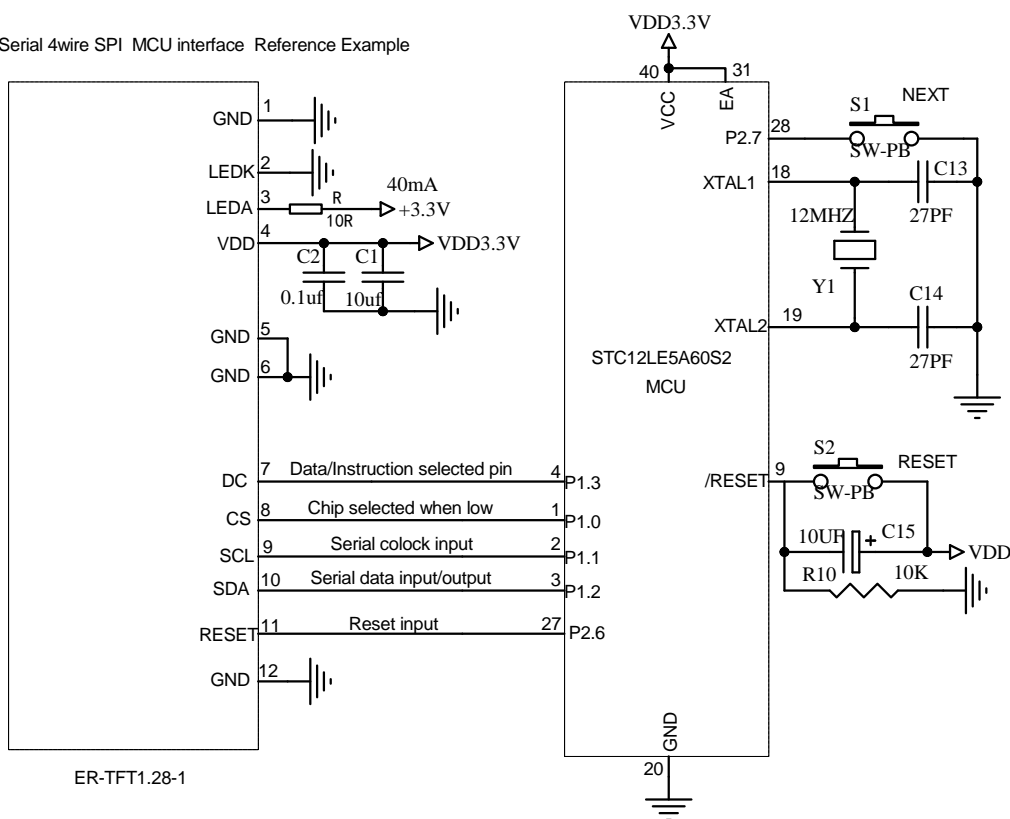 Serial 4wire SPI MCU interface Reference Example
VDD3.3V
40
31
VCC
EA
GND
1
LEDK
2
LEDA
3
R
10R
40mA
+3.3V
VDD
4
VDD3.3V
C2
C1
0.1uf
10uf
GND
5
GND
6
DC
7
Data/Instruction selected pin
4
P1.3
CS
8
Chip selected when low
1
P1.0
SCL
9
Serial colock input
2
P1.1
SDA
10
Serial data input/output
3
P1.2
RESET
11
Reset input
27
P2.6
GND
12
ER-TFT1.28-1
STC12LE5A60S2
MCU
P2.7
28
S1
NEXT
SW-PB
XTAL1
18
C13
27PF
12MHZ
Y1
C14
XTAL2
19
27PF
/RESET
9
S2
RESET
SW-PB
10UF
+
C15
VDD
R10
10K
GND
20